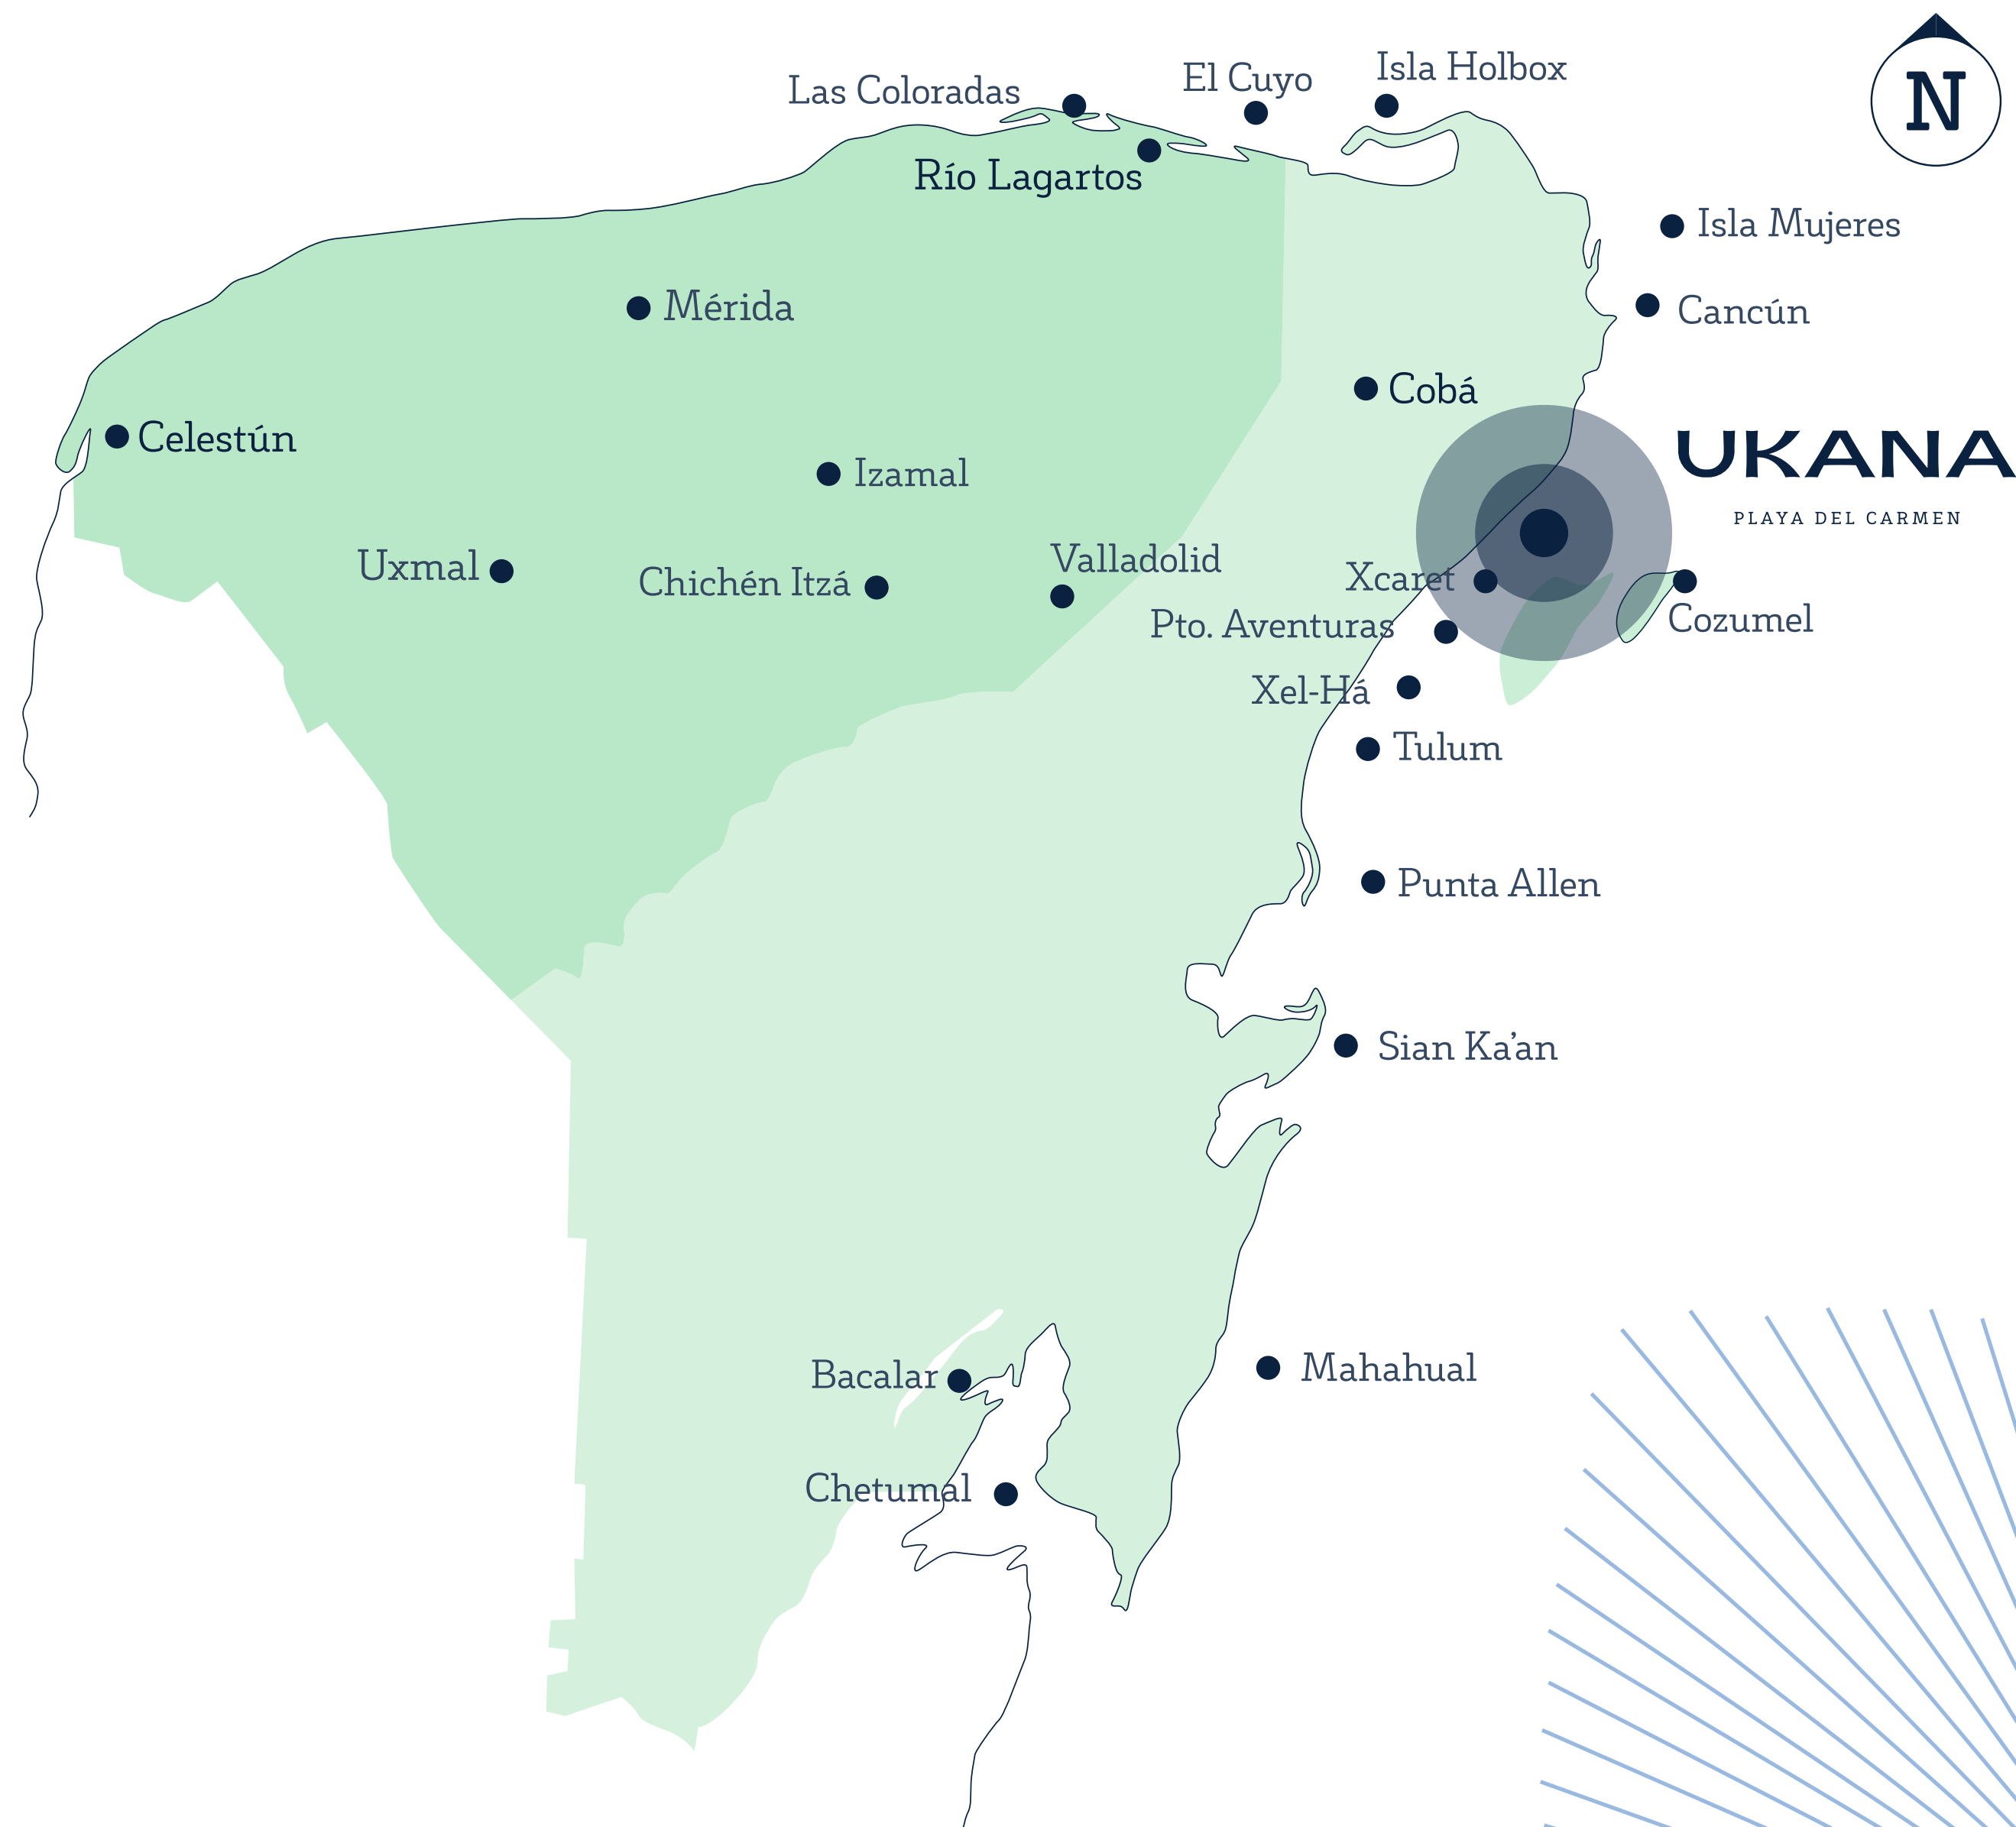 Isla Holbox
El Cuyo
Las Coloradas
N
Río Lagartos
Isla Mujeres
Mérida
Cancún
Cobá
Celestún
UKANA
PLAYA DEL CARMEN
Izamal
Uxmal
Chichén Itzá
Valladolid
Xcaret
Cozumel
Pto. Aventuras
Xel-Há
Tulum
Punta Allen
Sian Ka’an
Bacalar
Mahahual
Chetumal